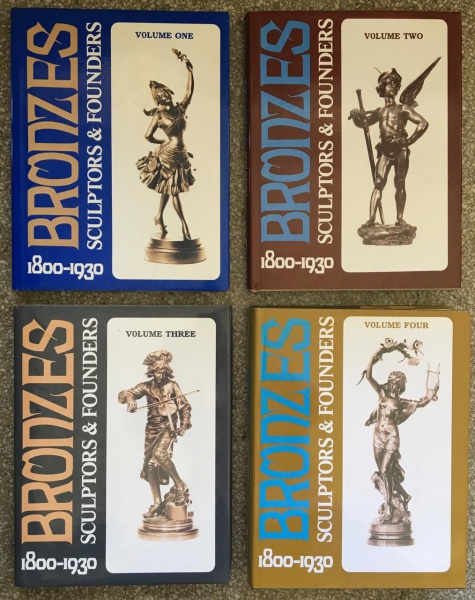 BRONZES
SCULPTORS & FOUNDERS
1800-1930
VOLUME ONE
BRONZES
SCULPTORS & FOUNDERS
1800-1930
VOLUME TWO
BRONZES
SCULPTORS & FOUNDERS
1800-1930
VOLUME THREE
BRONZES
SCULPTORS & FOUNDERS
1800-1930
VOLUME FOUR